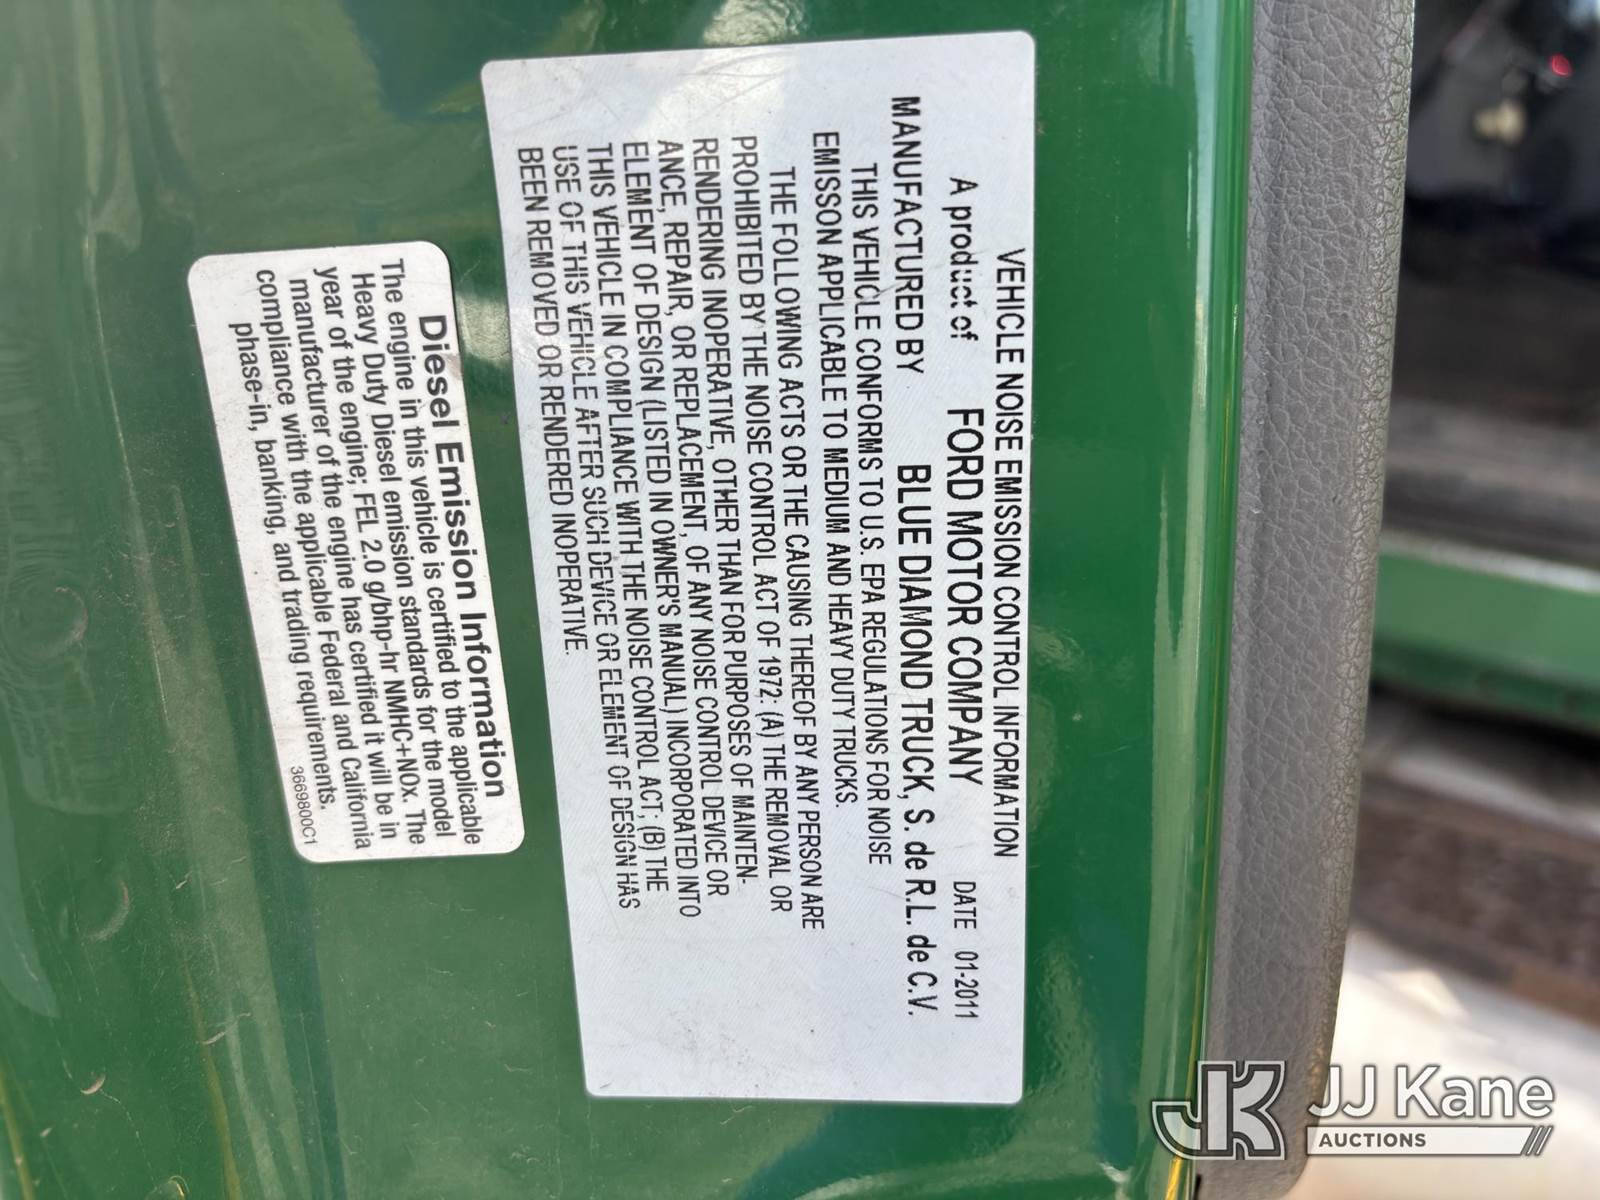 VEHICLE NOISE EMISSION CONTROL INFORMATION
A product of FORD MOTOR COMPANY DATE 01-2011
MANUFACTURED BY BLUE DIAMOND TRUCK, S. de R.L. de C.V.
THIS VEHICLE CONFORMS TO U.S. EPA REGULATIONS FOR NOISE
EMISSON APPLICABLE TO MEDIUM AND HEAVY DUTY TRUCKS.
THE FOLLOWING ACTS OR THE CAUSING THEREOF BY ANY PERSON ARE
PROHIBITED BY THE NOISE CONTROL ACT OF 1972: (A) THE REMOVAL OR
RENDERING INOPERATIVE, OTHER THAN FOR PURPOSES OF MAINTEN-
ANCE, REPAIR, OR REPLACEMENT, OF ANY NOISE CONTROL DEVICE OR
ELEMENT OF DESIGN (LISTED IN OWNER'S MANUAL) INCORPORATED INTO
THIS VEHICLE IN COMPLIANCE WITH THE NOISE CONTROL ACT; (B) THE
USE OF THIS VEHICLE AFTER SUCH DEVICE OR ELEMENT OF DESIGN HAS
BEEN REMOVED OR RENDERED INOPERATIVE.
Diesel Emission Information
The engine in this vehicle is certified to the applicable
Heavy Duty Diesel emission standards for the model
year of the engine; FEL 2.0 g/bhp-hr NMHC+NOx. The
manufacturer of the engine has certified it will be in
compliance with the applicable Federal and California
phase-in, banking, and trading requirements.
3669800C1
JK JJ Kane
AUCTIONS